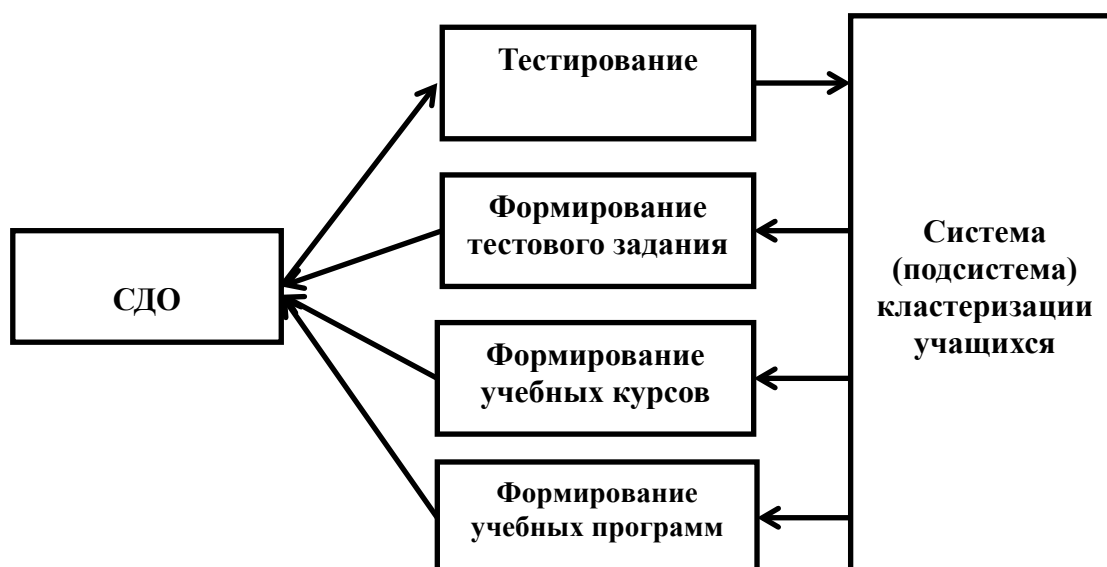 Тестирование
Формирование
тестового задания
СДО
Формирование
учебных курсов
Формирование
учебных программ
Система
(подсистема)
кластеризации
учащихся